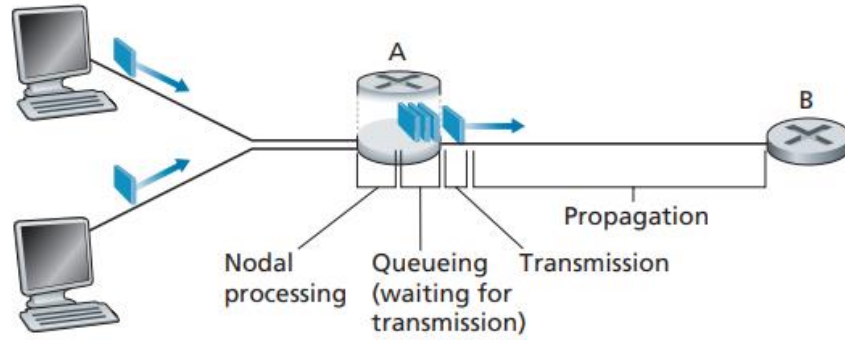 A
B
Propagation
Nodal
processing
Queueing
(waiting for
transmission)
Transmission